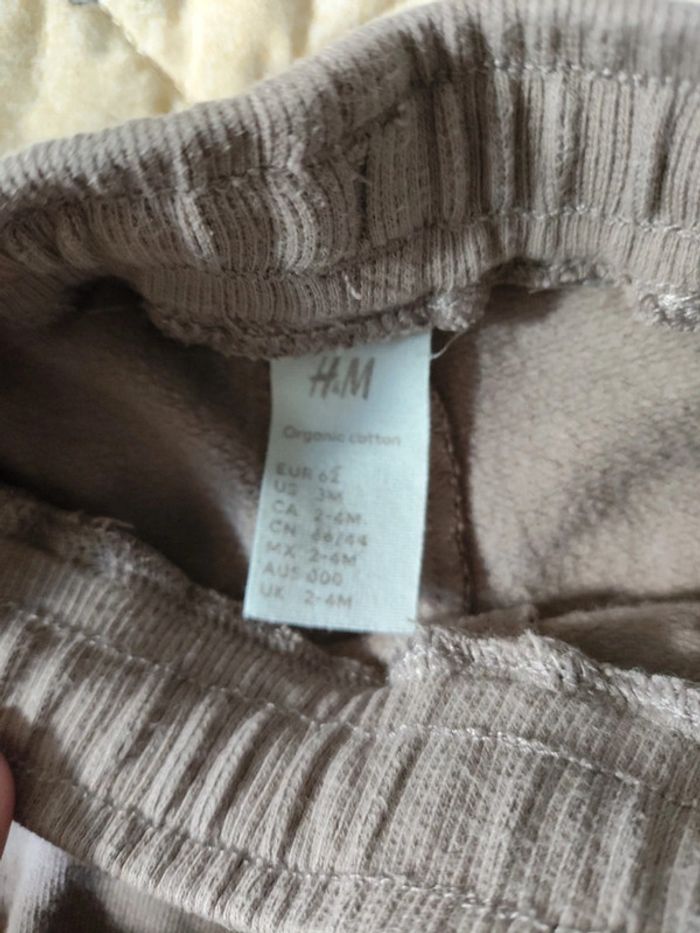 H&M
Organic cotton
EUR 62
US 3M
CA 2-4M
CN 66/44
MX 2-4M
AUS 000
UK 2-4M